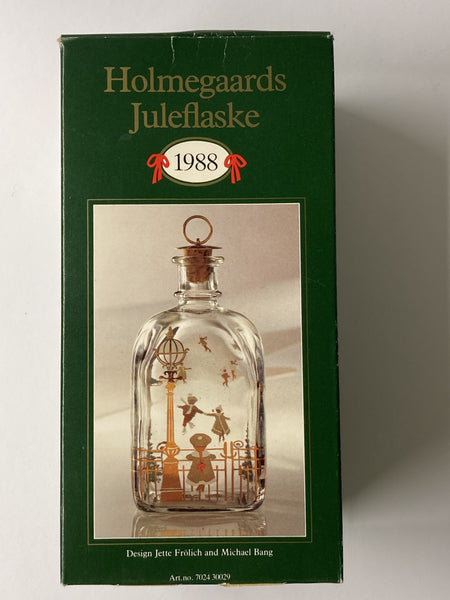 Holmegaards
Juleflaske
1988
Design Jette Frölich and Michael Bang
Art.no. 7024 30029